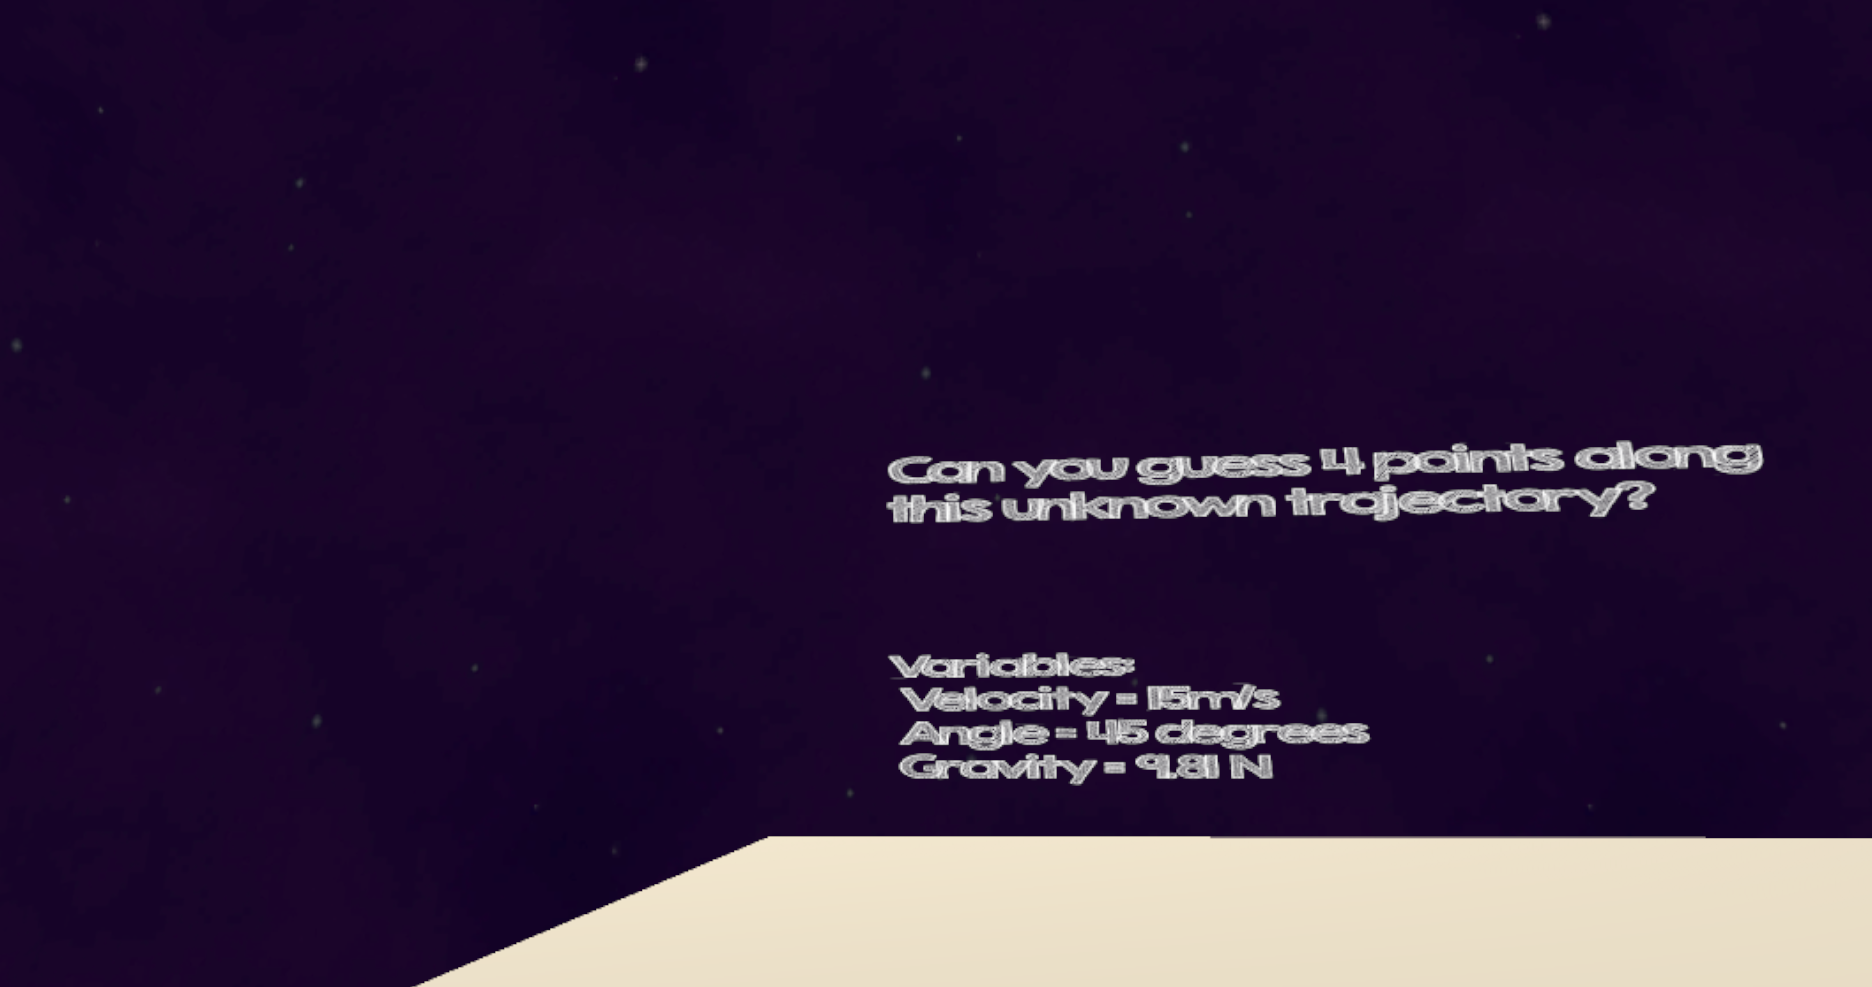 Can you guess 4 points along
this unknown trajectory?
Variables:
Velocity = 15m/s
Angle = 45 degrees
Gravity = 9.81 N